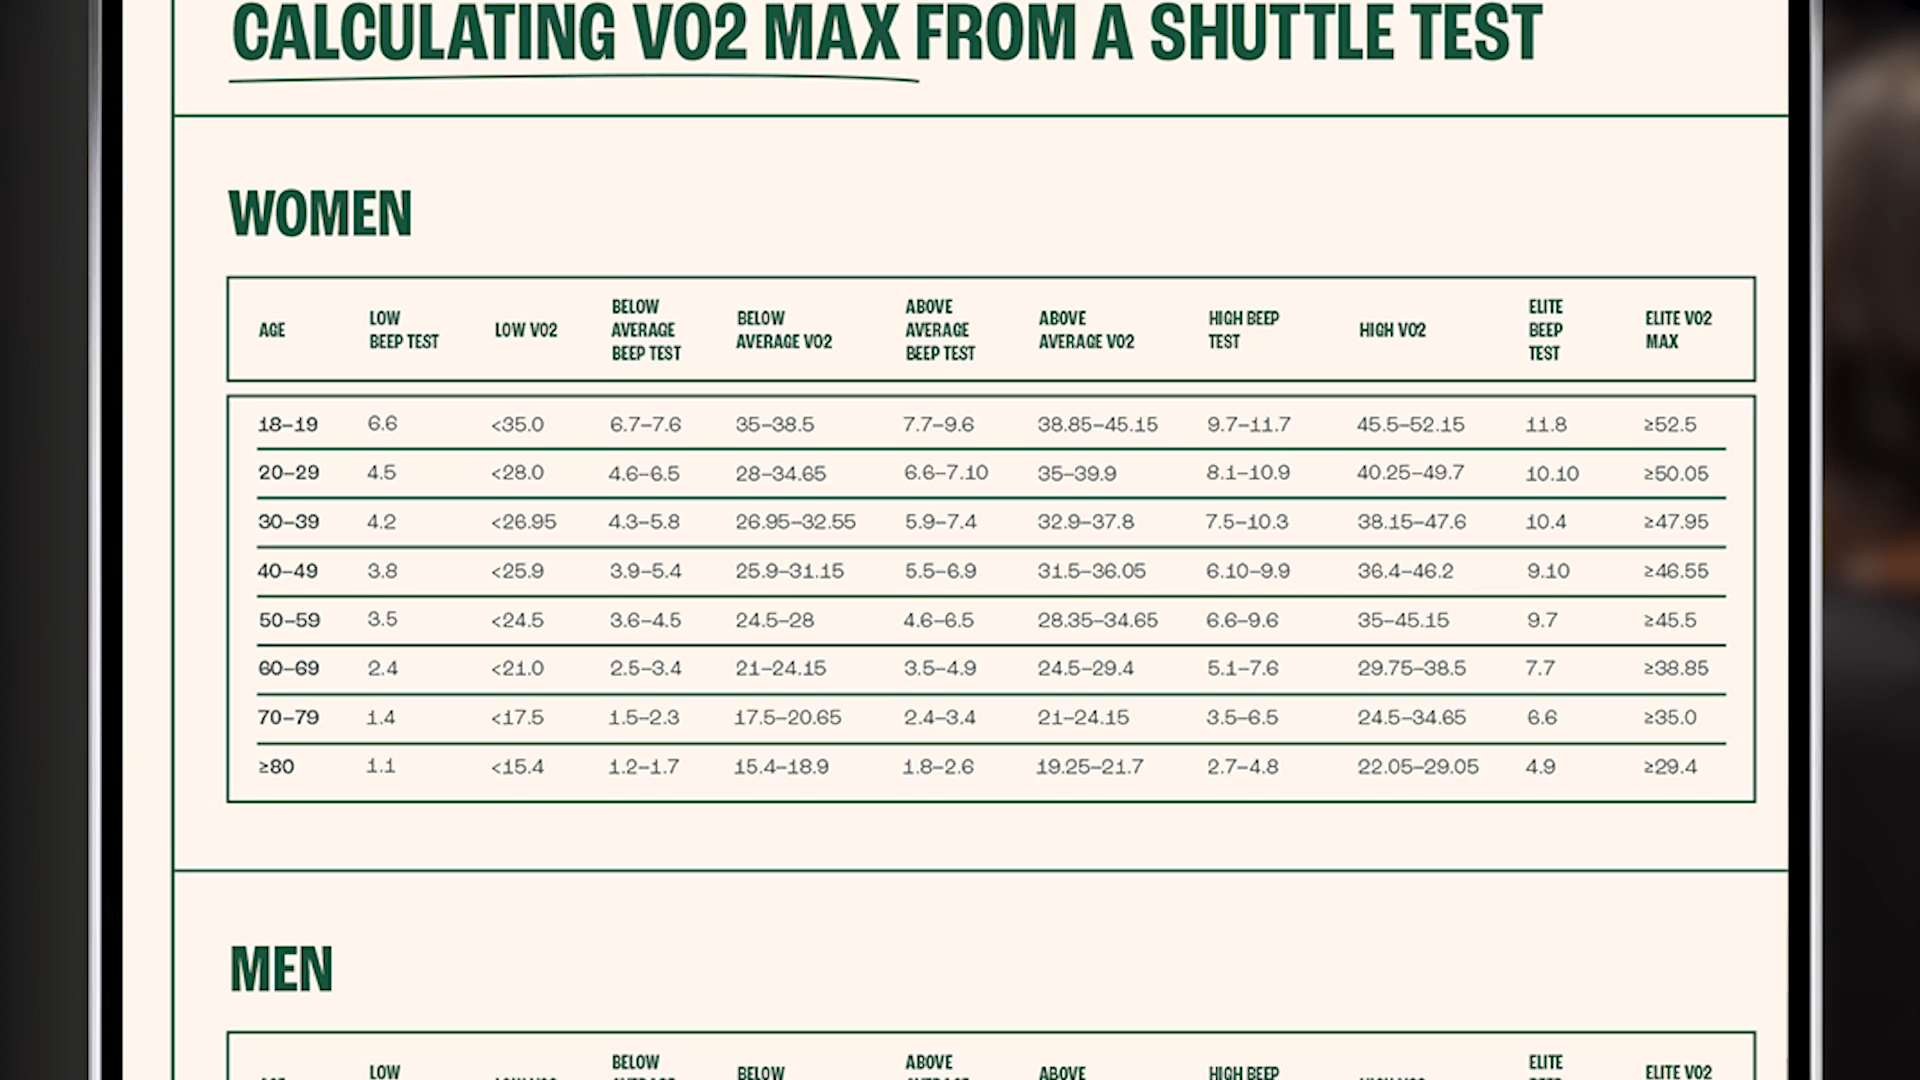 CALCULATING VO2 MAX FROM A SHUTTLE TEST
WOMEN
AGE LOW BEEP TEST LOW VO2 BELOW AVERAGE BEEP TEST BELOW AVERAGE VO2 ABOVE AVERAGE BEEP TEST ABOVE AVERAGE VO2 HIGH BEEP TEST HIGH VO2 ELITE BEEP TEST ELITE VO2 MAX
18–19 6.6 <35.0 6.7–7.6 35–38.5 7.7–9.6 38.85–45.15 9.7–11.7 45.5–52.15 11.8 ≥52.5
20–29 4.5 <28.0 4.6–6.5 28–34.65 6.6–7.10 35–39.9 8.1–10.9 40.25–49.7 10.10 ≥50.05
30–39 4.2 <26.95 4.3–5.8 26.95–32.55 5.9–7.4 32.9–37.8 7.5–10.3 38.15–47.6 10.4 ≥47.95
40–49 3.8 <25.9 3.9–5.4 25.9–31.15 5.5–6.9 31.5–36.05 6.10–9.9 36.4–46.2 9.10 ≥46.55
50–59 3.5 <24.5 3.6–4.5 24.5–28 4.6–6.5 28.35–34.65 6.6–9.6 35–45.15 9.7 ≥45.5
60–69 2.4 <21.0 2.5–3.4 21–24.15 3.5–4.9 24.5–29.4 5.1–7.6 29.75–38.5 7.7 ≥38.85
70–79 1.4 <17.5 1.5–2.3 17.5–20.65 2.4–3.4 21–24.15 3.5–6.5 24.5–34.65 6.6 ≥35.0
≥80 1.1 <15.4 1.2–1.7 15.4–18.9 1.8–2.6 19.25–21.7 2.7–4.8 22.05–29.05 4.9 ≥29.4
MEN
LOW BELOW BELOW ABOVE ABOVE HIGH BEEP ELITE ELITE VO2